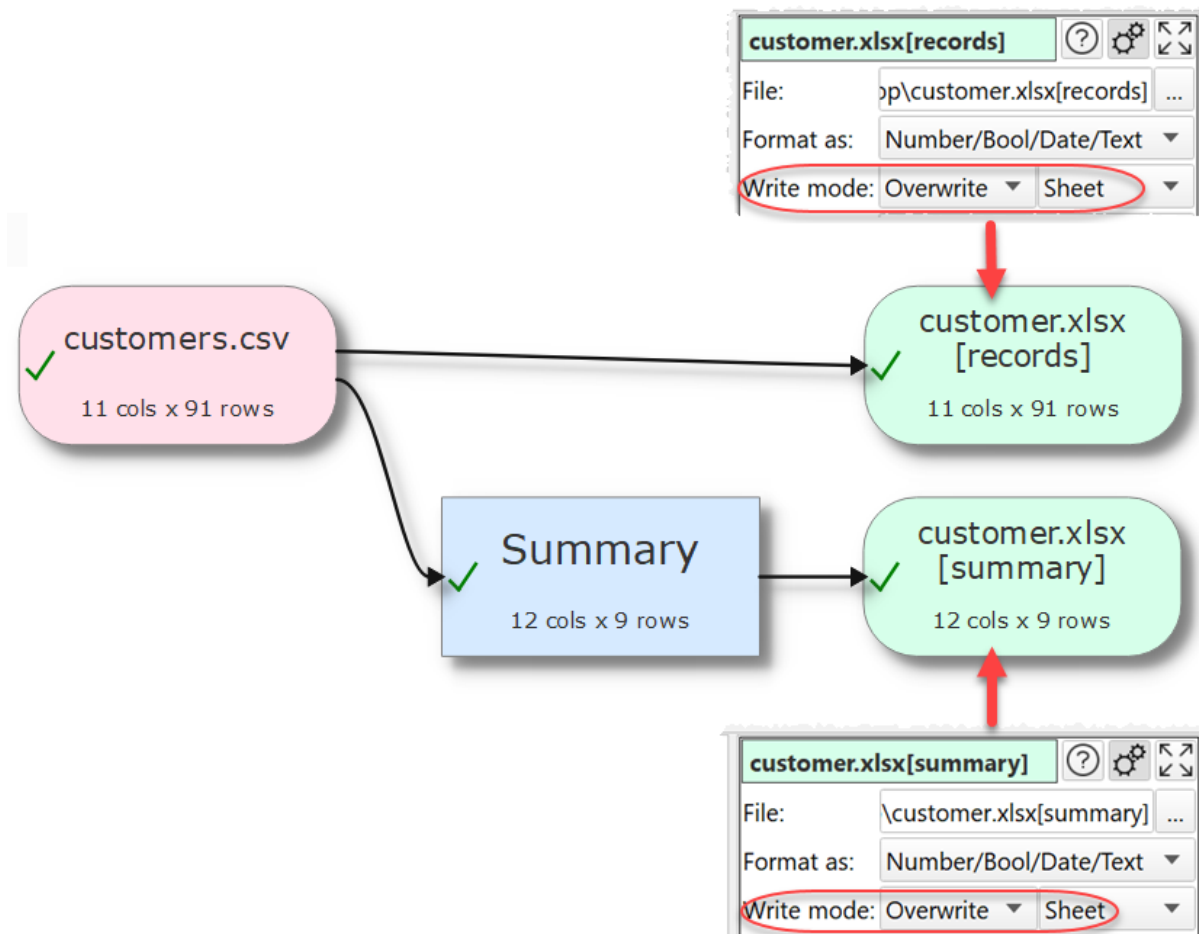 customer.xlsx[records]
File: op\customer.xlsx[records] ...
Format as: Number/Bool/Date/Text
Write mode: Overwrite Sheet
customers.csv
11 cols x 91 rows
customer.xlsx
[records]
11 cols x 91 rows
Summary
12 cols x 9 rows
customer.xlsx
[summary]
12 cols x 9 rows
customer.xlsx[summary]
File: \customer.xlsx[summary] ...
Format as: Number/Bool/Date/Text
Write mode: Overwrite Sheet